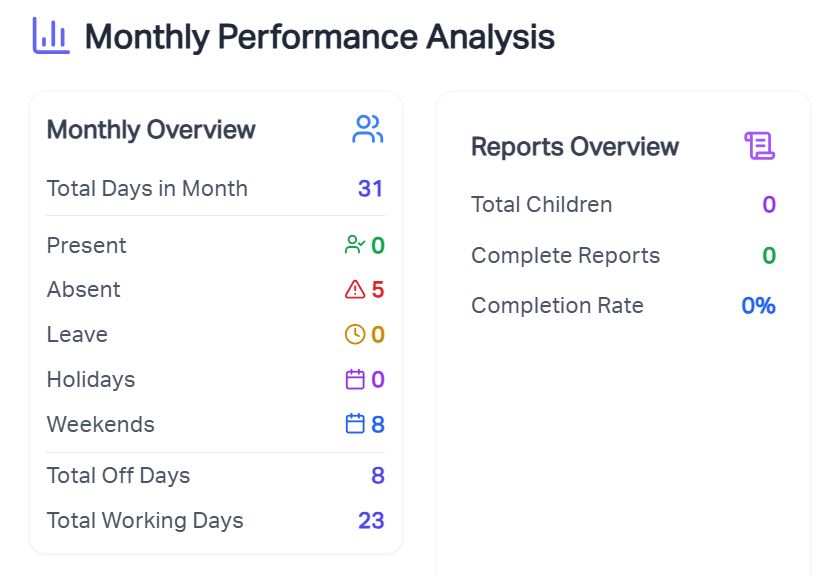 Monthly Performance Analysis
Monthly Overview
Total Days in Month 31
Present 0
Absent 5
Leave 0
Holidays 0
Weekends 8
Total Off Days 8
Total Working Days 23
Reports Overview
Total Children 0
Complete Reports 0
Completion Rate 0%